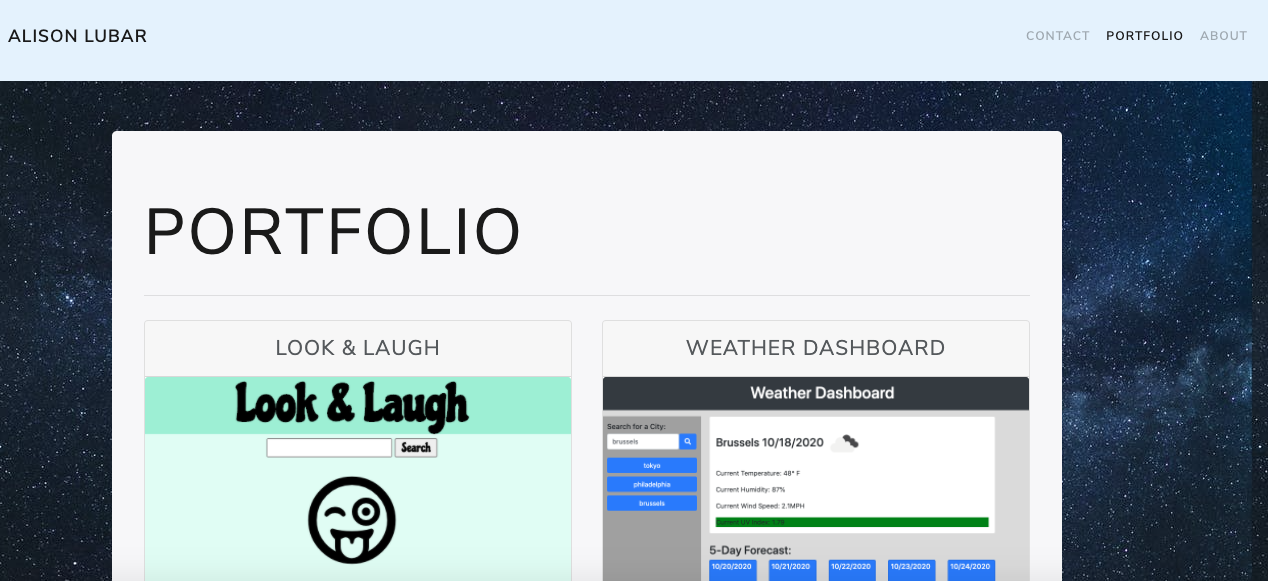 ALISON LUBAR
CONTACT PORTFOLIO ABOUT
PORTFOLIO
LOOK & LAUGH
Look & Laugh
Search
WEATHER DASHBOARD
Weather Dashboard
Search for a City:
brussels
tokyo
philadelphia
brussels
Brussels 10/18/2020
Current Temperature: 48° F
Current Humidity: 87%
Current Wind Speed: 2.1MPH
Current UV Index: 1.79
5-Day Forecast:
10/20/2020 10/21/2020 10/22/2020 10/23/2020 10/24/2020